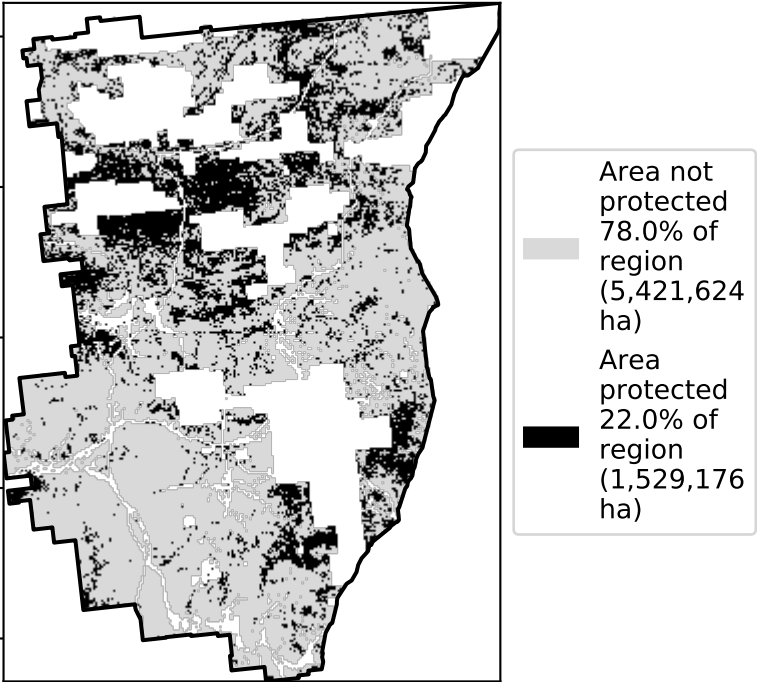 Area not
protected
78.0% of
region
(5,421,624
ha)
Area
protected
22.0% of
region
(1,529,176
ha)